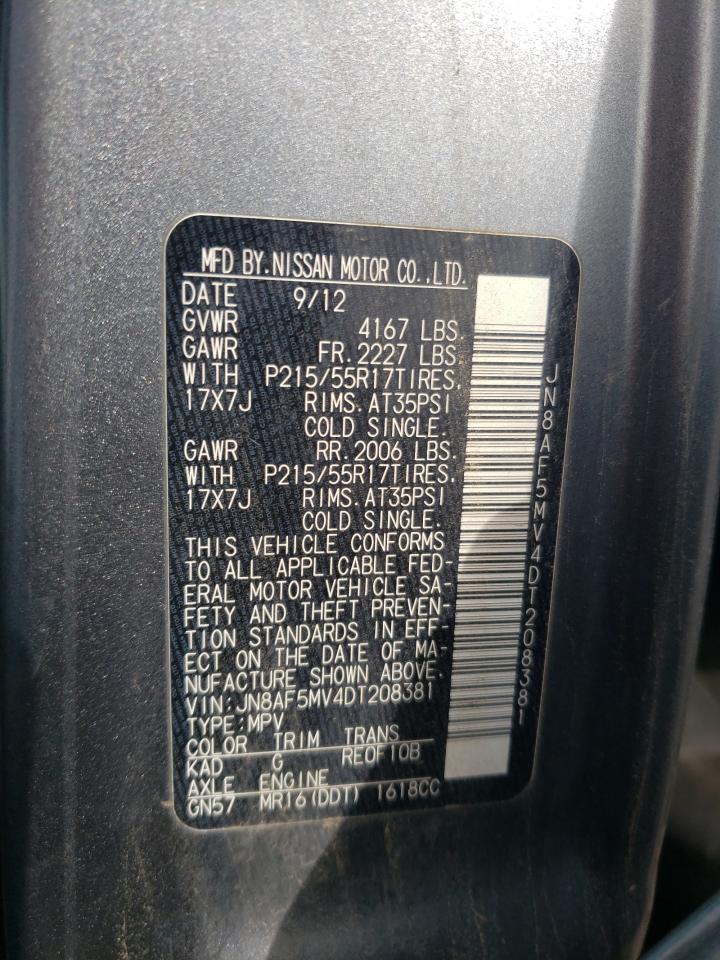 MFD BY.NISSAN MOTOR CO.,LTD.
DATE 9/12
GVWR 4167 LBS.
GAWR FR.2227 LBS.
WITH P215/55R17TIRES.
17X7J RIMS.AT35PSI
COLD SINGLE.
GAWR RR.2006 LBS.
WITH P215/55R17TIRES.
17X7J RIMS.AT35PSI
COLD SINGLE.
THIS VEHICLE CONFORMS
TO ALL APPLICABLE FED-
ERAL MOTOR VEHICLE SA-
FETY AND THEFT PREVEN-
TION STANDARDS IN EFF-
ECT ON THE DATE OF MA-
NUFACTURE SHOWN ABOVE.
VIN:JN8AF5MV4DT208381
TYPE:MPV
COLOR TRIM TRANS
KAD G RE0F10B
AXLE ENGINE
GN57 MR16(DDT) 1618CC
JN8AF5MV4DT208381